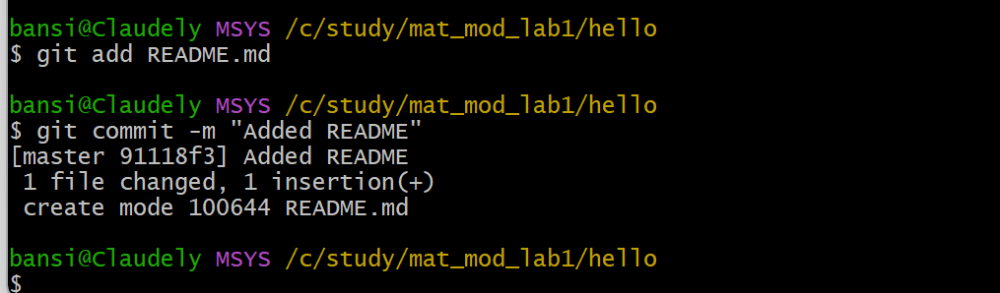 bansi@Claudely MSYS /c/study/mat_mod_lab1/hello
$ git add README.md
bansi@Claudely MSYS /c/study/mat_mod_lab1/hello
$ git commit -m "Added README"
[master 91118f3] Added README
 1 file changed, 1 insertion(+)
 create mode 100644 README.md
bansi@Claudely MSYS /c/study/mat_mod_lab1/hello
$